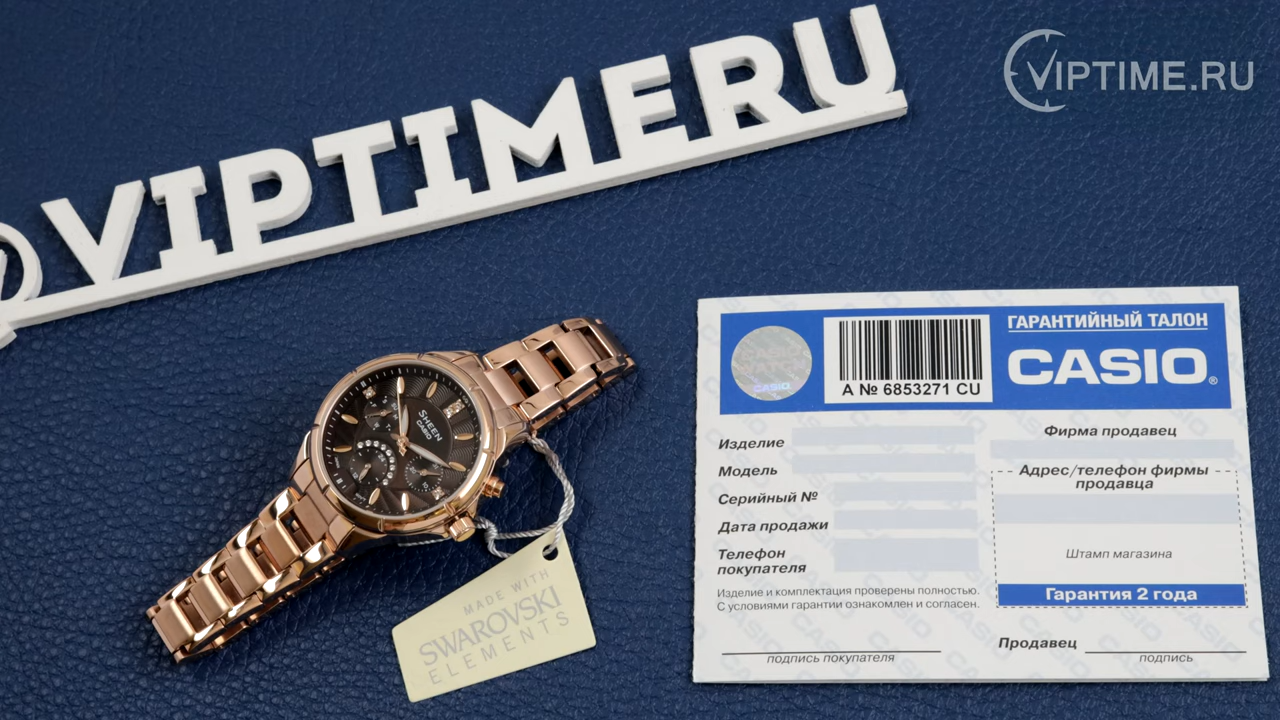 VIPTIMERU
VIPTIME.RU
SHEEN
CASIO
MADE WITH
SWAROVSKI
ELEMENTS
ГАРАНТИЙНЫЙ ТАЛОН
CASIO®
CASIO
A № 6853271 CU
Изделие
Модель
Серийный №
Дата продажи
Телефон
покупателя
Изделие и комплектация проверены полностью.
С условиями гарантии ознакомлен и согласен.
подпись покупателя
Фирма продавец
Адрес/телефон фирмы
продавца
Штамп магазина
Гарантия 2 года
Продавец
подпись